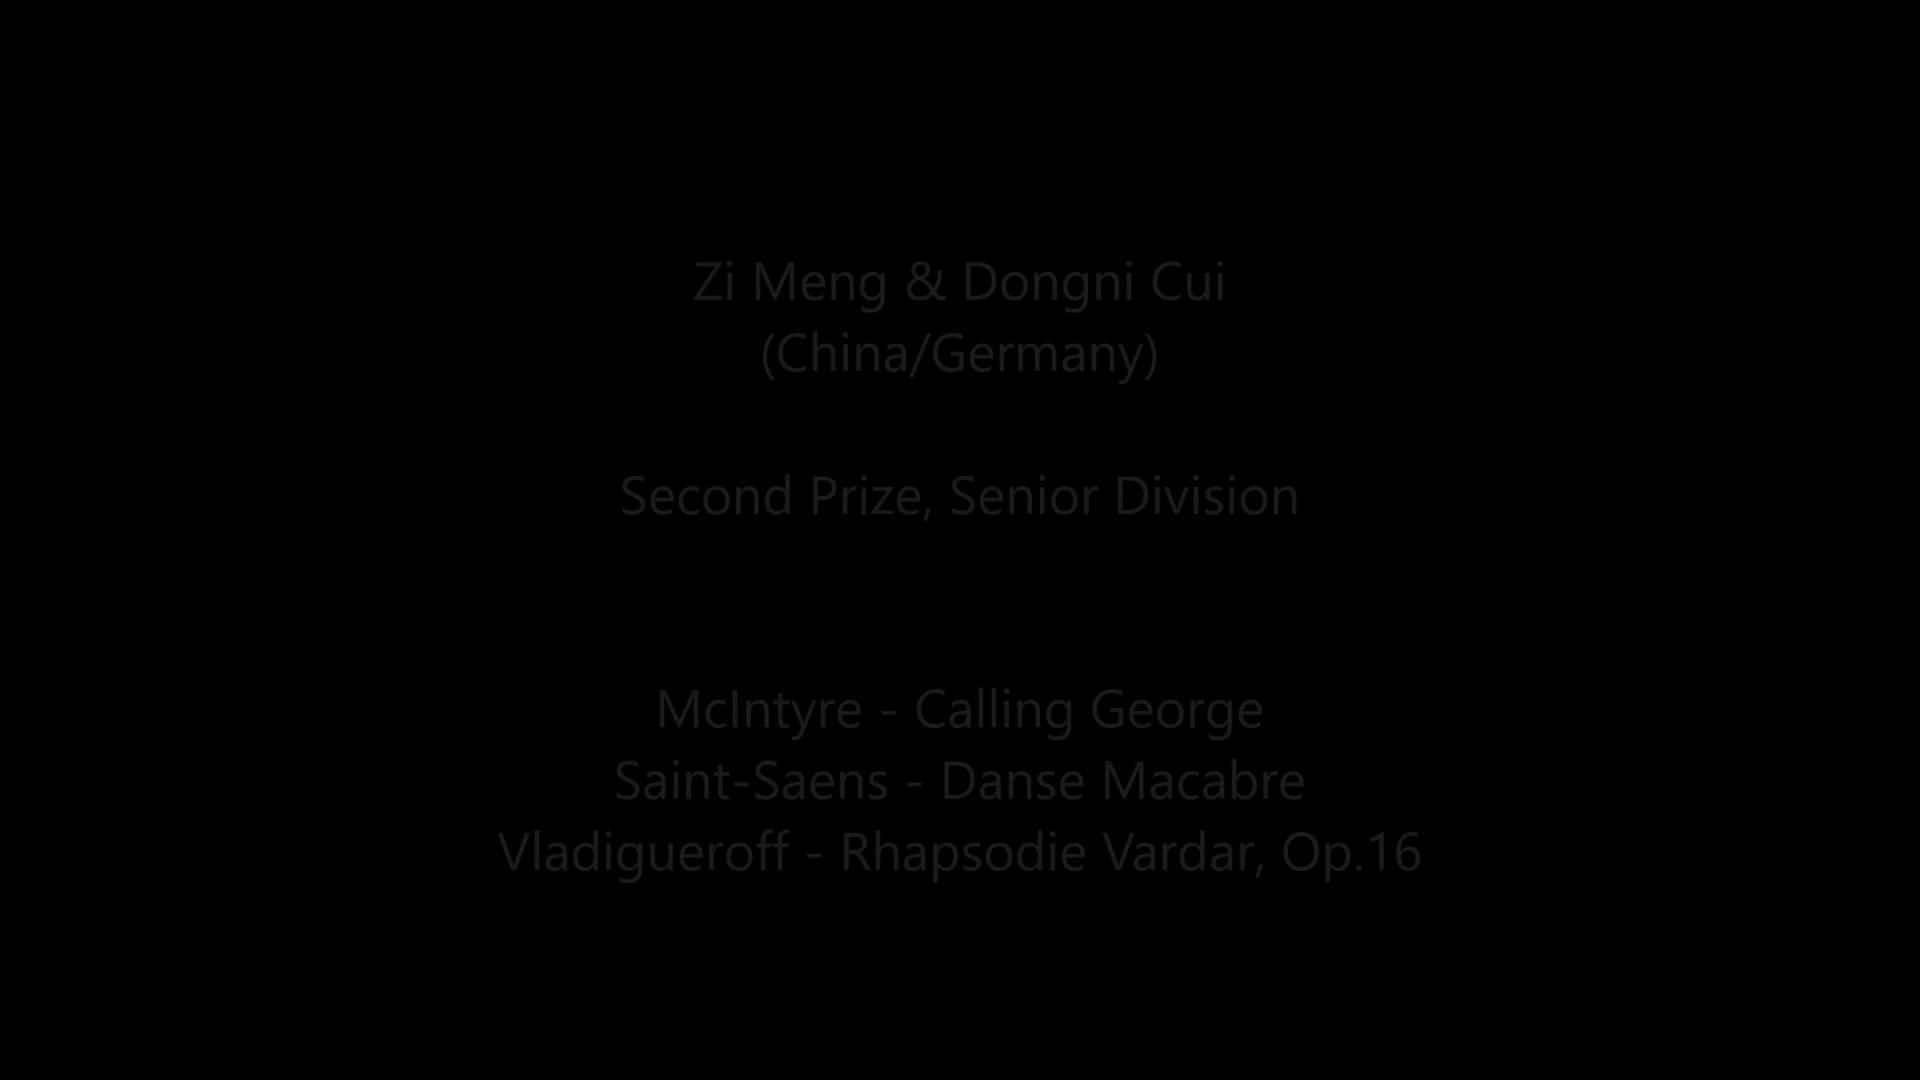 Zi Meng & Dongni Cui
(China/Germany)
Second Prize, Senior Division
McIntyre - Calling George
Saint-Saens - Danse Macabre
Vladigueroff - Rhapsodie Vardar, Op.16